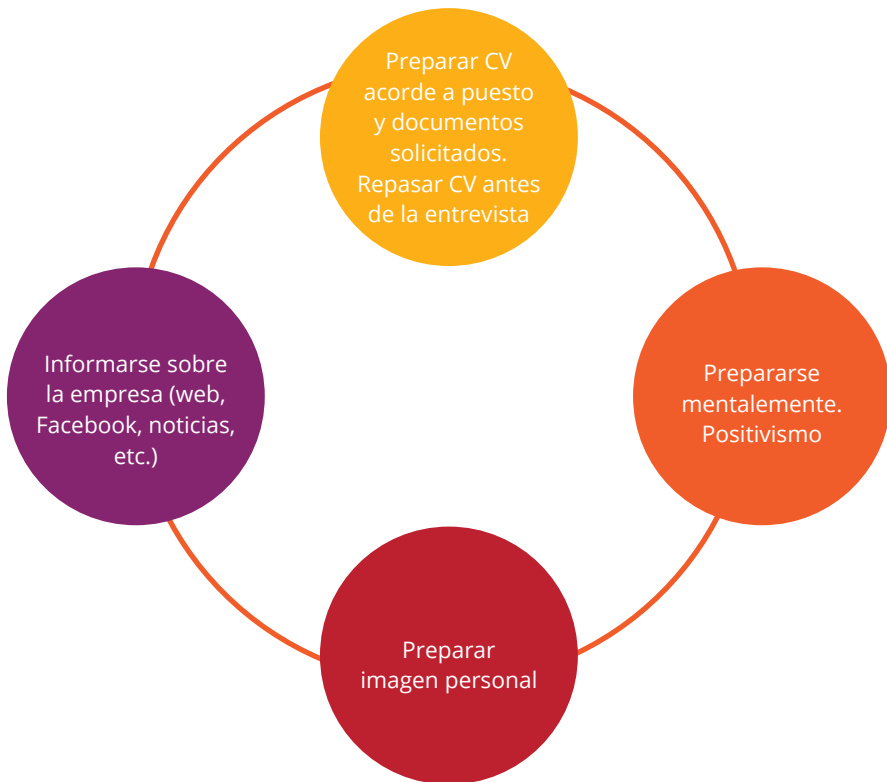 Preparar CV
acorde a puesto
y documentos
solicitados.
Repasar CV antes
de la entrevista
Informarse sobre
la empresa (web,
Facebook, noticias,
etc.)
Prepararse
mentalemente.
Positivismo
Preparar
imagen personal